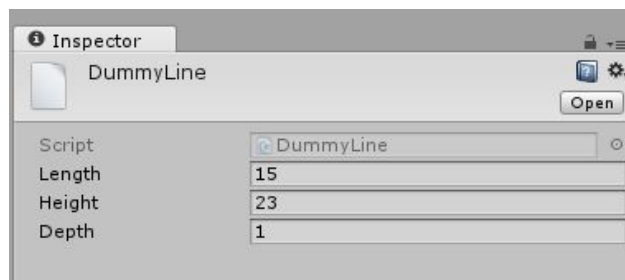 Inspector
DummyLine
Open
Script DummyLine
Length 15
Height 23
Depth 1